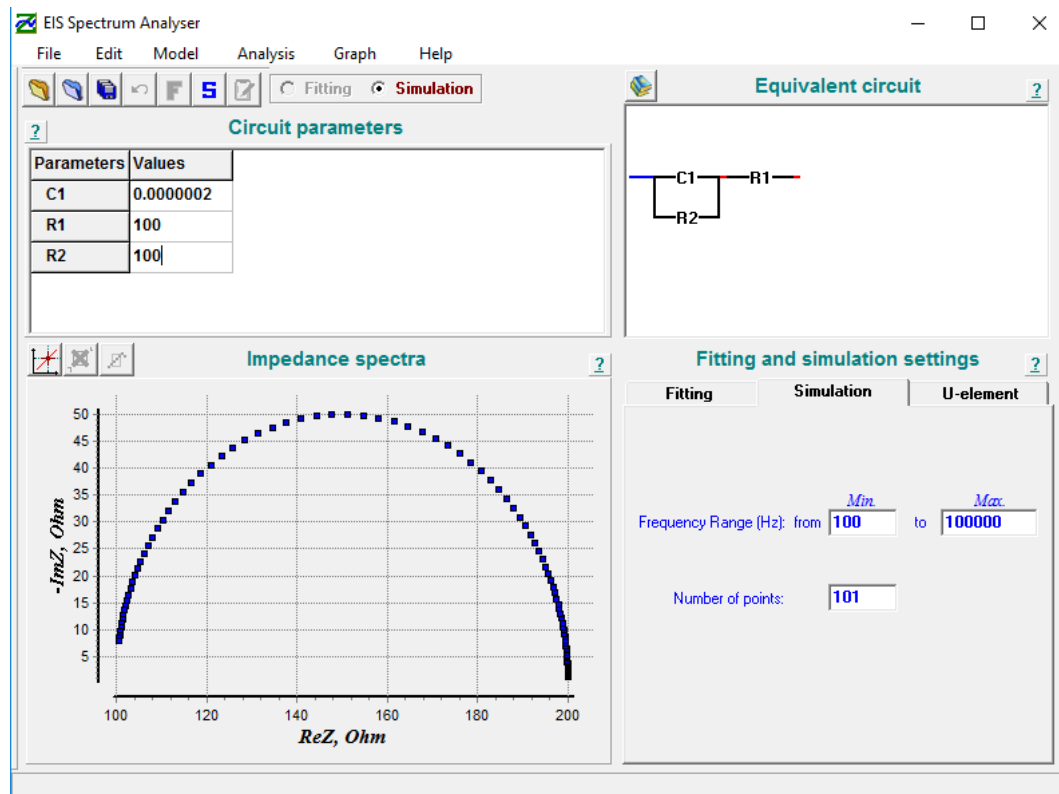 EIS Spectrum Analyser
File Edit Model Analysis Graph Help
F S Fitting Simulation
Equivalent circuit ?
? Circuit parameters
Parameters Values
C1 0.0000002
R1 100
R2 100
C1 R1
R2
Impedance spectra ?
50
45
40
35
30
25
20
15
10
5
-ImZ, Ohm
100 120 140 160 180 200
ReZ, Ohm
Fitting and simulation settings ?
Fitting Simulation U-element
Min. Max.
Frequency Range (Hz): from 100 to 100000
Number of points: 101